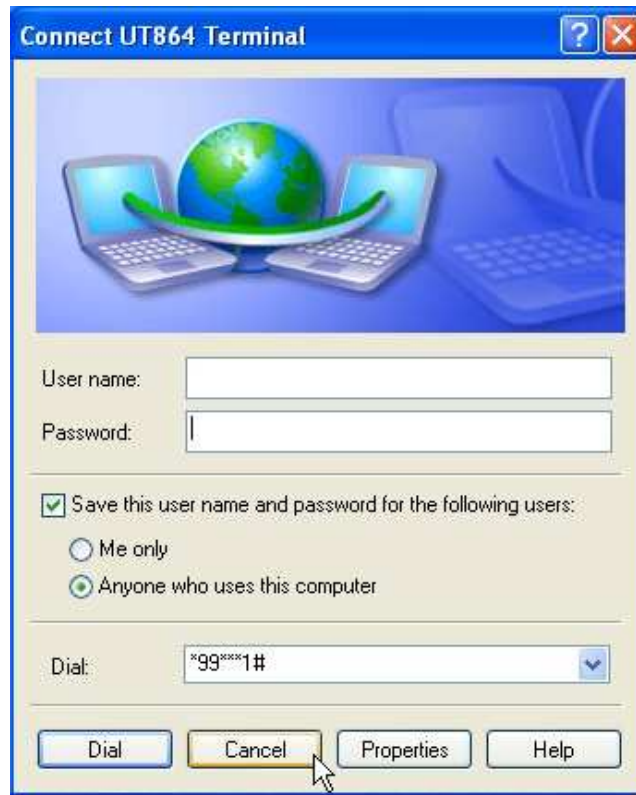 Connect UT864 Terminal
User name:
Password:
Save this user name and password for the following users:
Me only
Anyone who uses this computer
Dial: *99***1#
Dial Cancel Properties Help